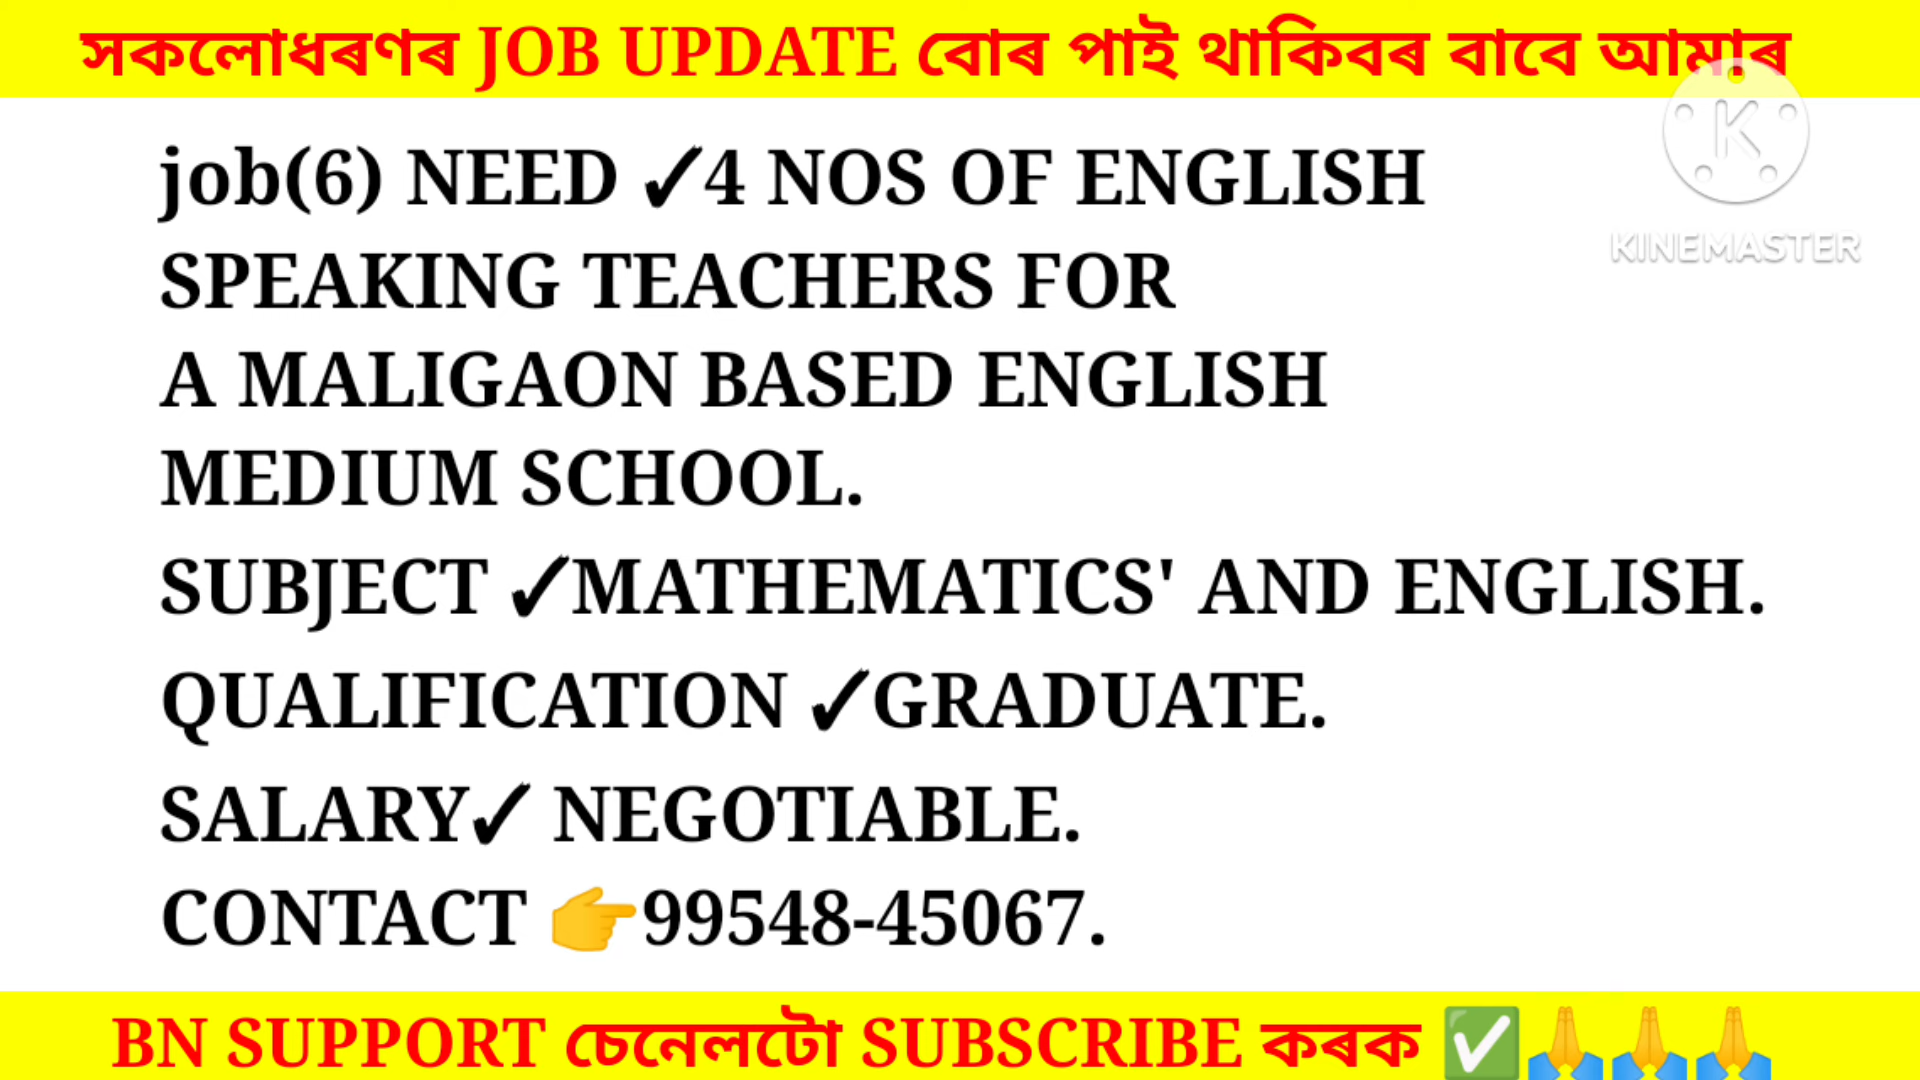 সকলোধৰণৰ JOB UPDATE বোৰ পাই থাকিবৰ বাবে আমাৰ
K
KINEMASTER
job(6) NEED ✓4 NOS OF ENGLISH
SPEAKING TEACHERS FOR
A MALIGAON BASED ENGLISH
MEDIUM SCHOOL.
SUBJECT ✓MATHEMATICS' AND ENGLISH.
QUALIFICATION ✓GRADUATE.
SALARY✓ NEGOTIABLE.
CONTACT 👉99548-45067.
BN SUPPORT চেনেলটো SUBSCRIBE কৰক ✅🙏🙏🙏